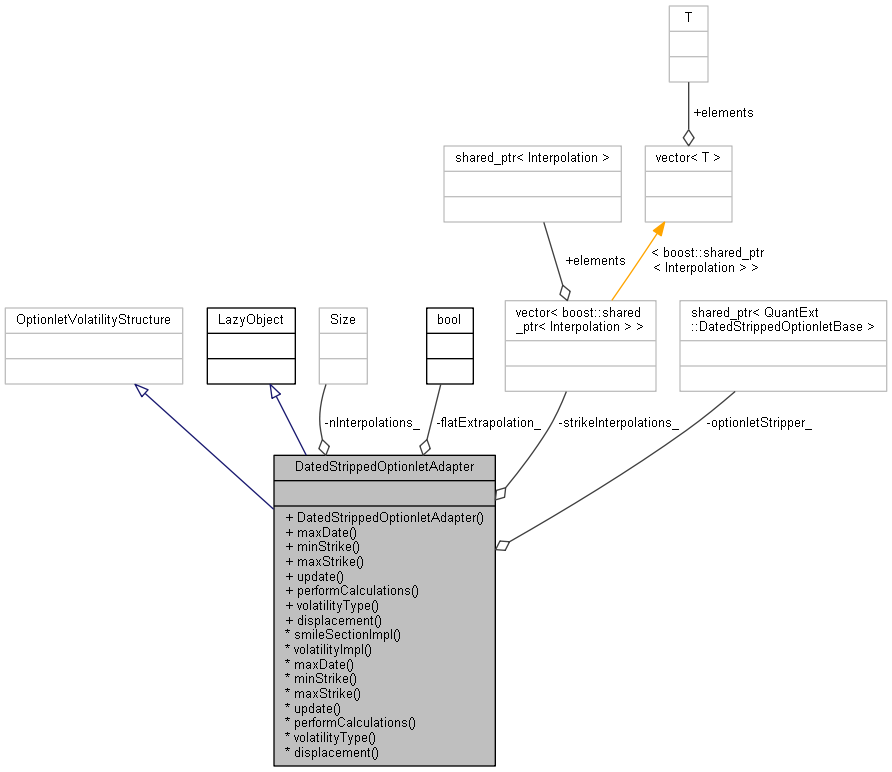 T
+elements
shared_ptr< Interpolation >
vector< T >
+elements
< boost::shared_ptr
< Interpolation > >
OptionletVolatilityStructure
LazyObject
Size
bool
vector< boost::shared
_ptr< Interpolation > >
shared_ptr< QuantExt
::DatedStrippedOptionletBase >
-nInterpolations_
-flatExtrapolation_
-strikeInterpolations_
-optionletStripper_
DatedStrippedOptionletAdapter
+ DatedStrippedOptionletAdapter()
+ maxDate()
+ minStrike()
+ maxStrike()
+ update()
+ performCalculations()
+ volatilityType()
+ displacement()
* smileSectionImpl()
* volatilityImpl()
* maxDate()
* minStrike()
* maxStrike()
* update()
* performCalculations()
* volatilityType()
* displacement()